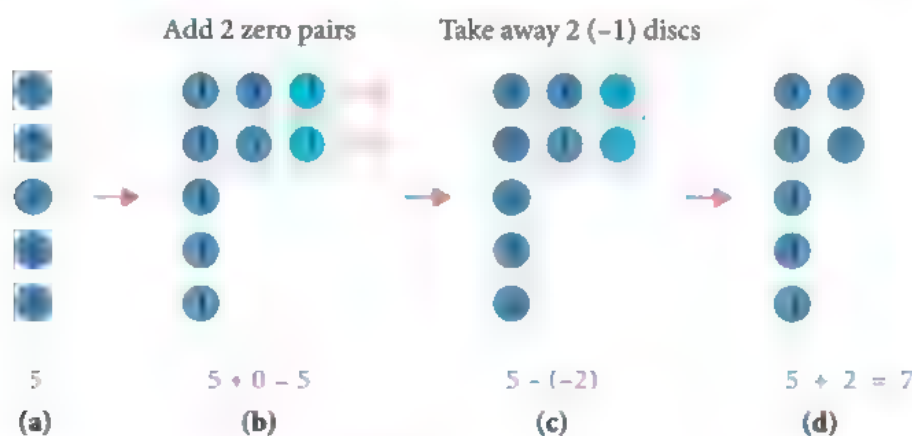 Add 2 zero pairs
Take away 2 (−1) discs
5
5 + 0 − 5
5 − (−2)
5 + 2 = 7
(a)
(b)
(c)
(d)